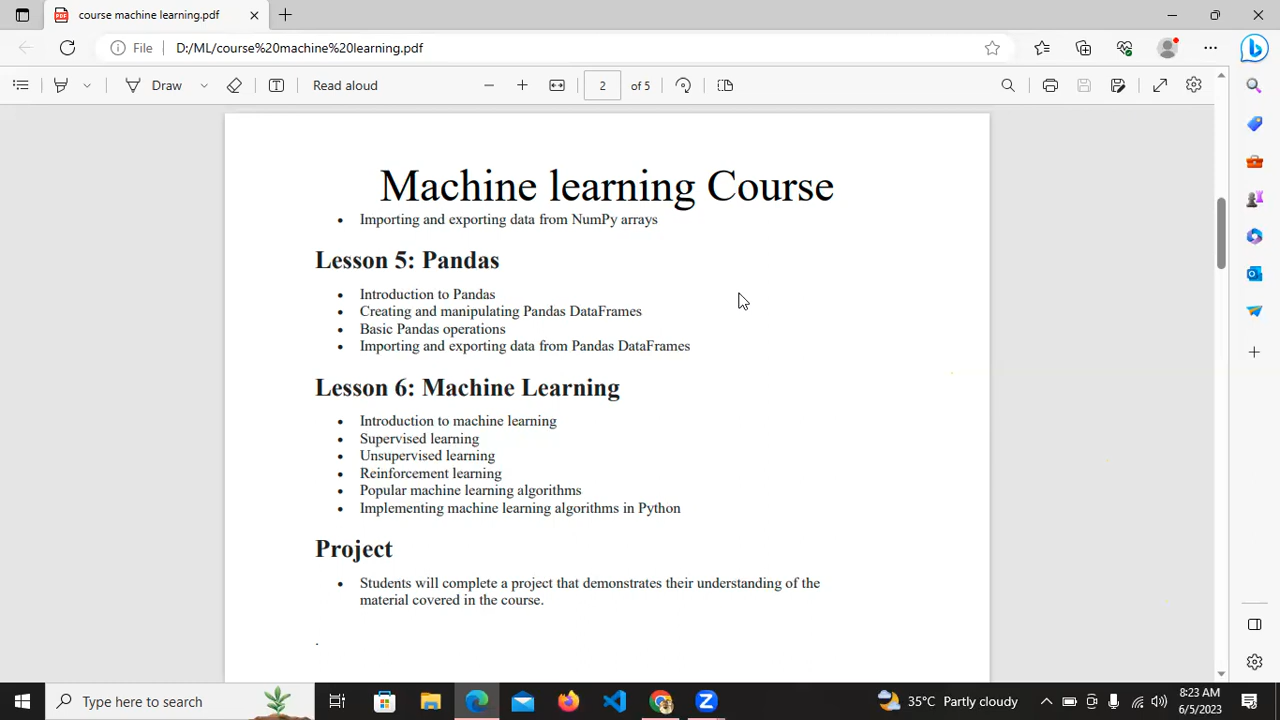 course machine learning.pdf
File
D:/ML/course%20machine%20learning.pdf
Draw
Read aloud
2
of 5
Machine learning Course
• Importing and exporting data from NumPy arrays
Lesson 5: Pandas
• Introduction to Pandas
• Creating and manipulating Pandas DataFrames
• Basic Pandas operations
• Importing and exporting data from Pandas DataFrames
Lesson 6: Machine Learning
• Introduction to machine learning
• Supervised learning
• Unsupervised learning
• Reinforcement learning
• Popular machine learning algorithms
• Implementing machine learning algorithms in Python
Project
• Students will complete a project that demonstrates their understanding of the
material covered in the course.
.
Type here to search
35°C Partly cloudy
8:23 AM
6/5/2023